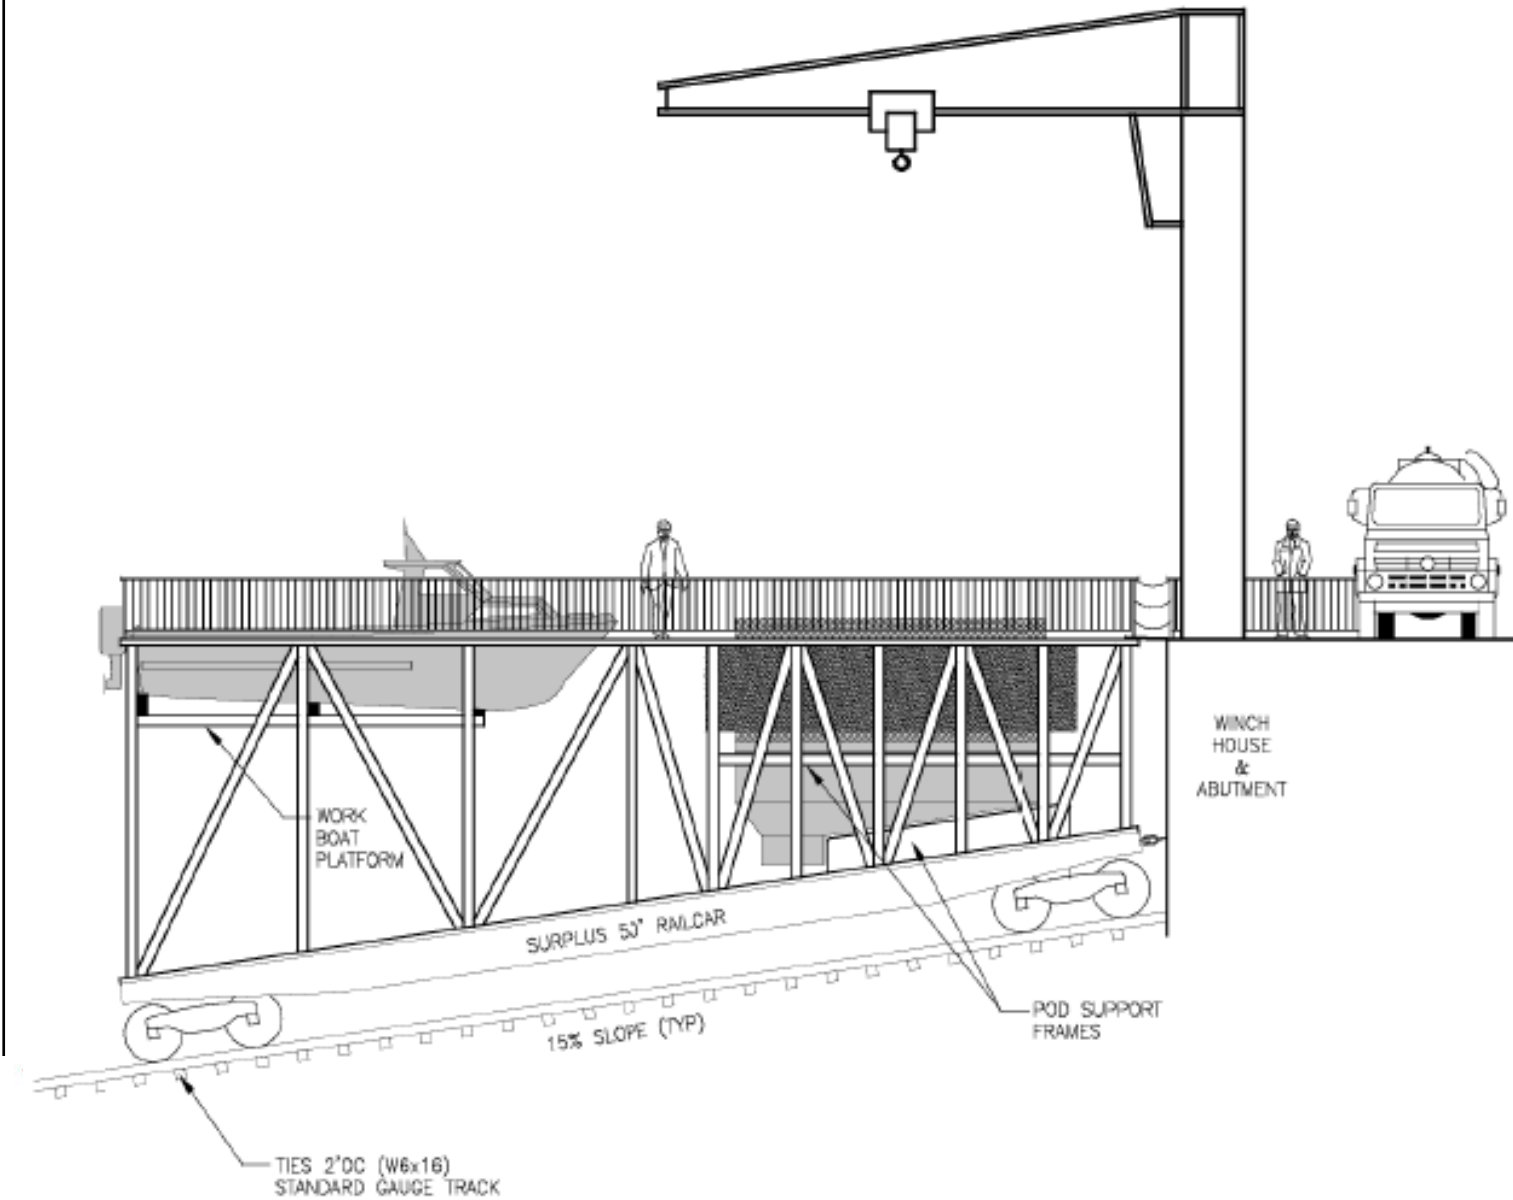 WINCH
HOUSE
&
ABUTMENT
WORK
BOAT
PLATFORM
SURPLUS 50' RAILCAR
POD SUPPORT
FRAMES
15% SLOPE (TYP)
TIES 2'OC (W6x16)
STANDARD GAUGE TRACK